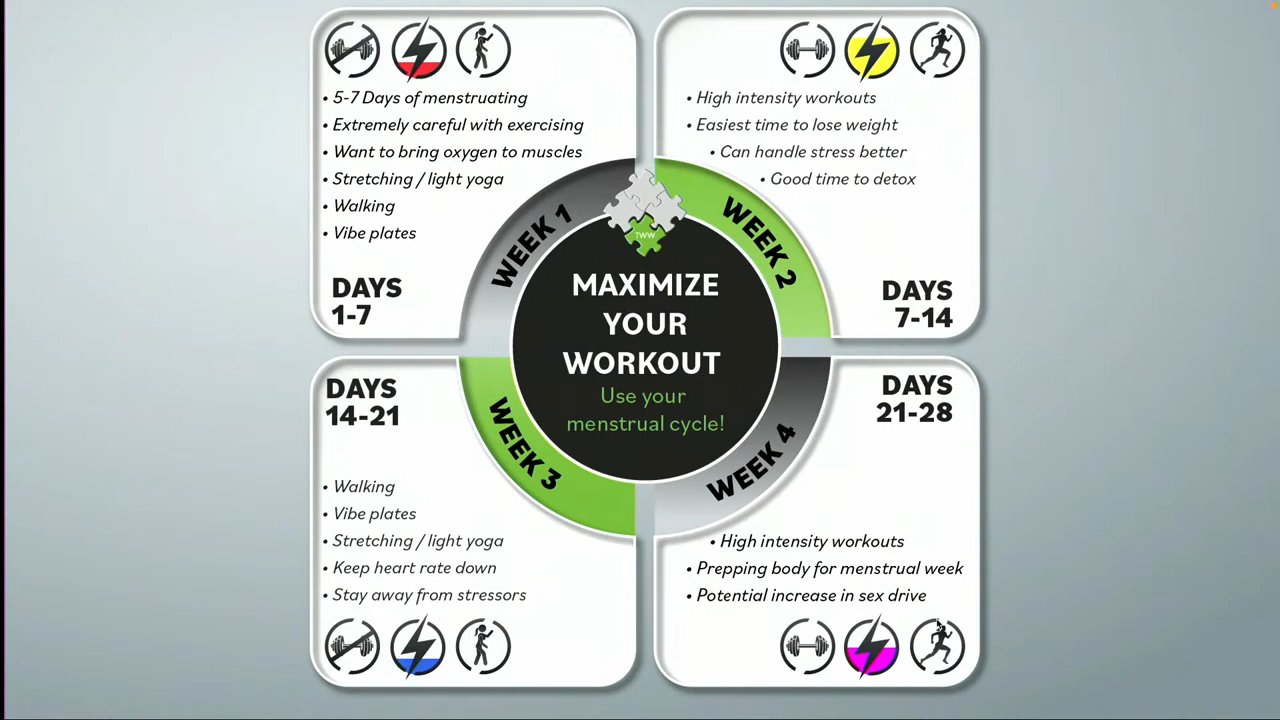 • 5-7 Days of menstruating
• Extremely careful with exercising
• Want to bring oxygen to muscles
• Stretching / light yoga
• Walking
• Vibe plates
DAYS
1-7
WEEK 1
• High intensity workouts
• Easiest time to lose weight
• Can handle stress better
• Good time to detox
DAYS
7-14
WEEK 2
TWW
MAXIMIZE
YOUR
WORKOUT
Use your
menstrual cycle!
DAYS
14-21
WEEK 3
• Walking
• Vibe plates
• Stretching / light yoga
• Keep heart rate down
• Stay away from stressors
DAYS
21-28
WEEK 4
• High intensity workouts
• Prepping body for menstrual week
• Potential increase in sex drive